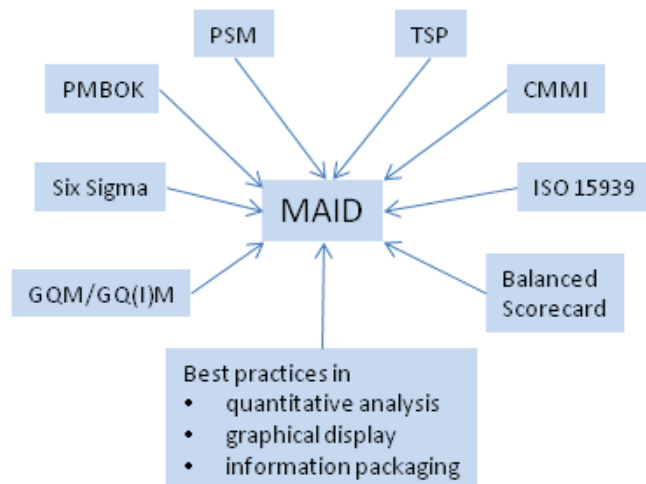 PSM
TSP
PMBOK
CMMI
Six Sigma
MAID
ISO 15939
GQM/GQ(I)M
Balanced
Scorecard
Best practices in
• quantitative analysis
• graphical display
• information packaging